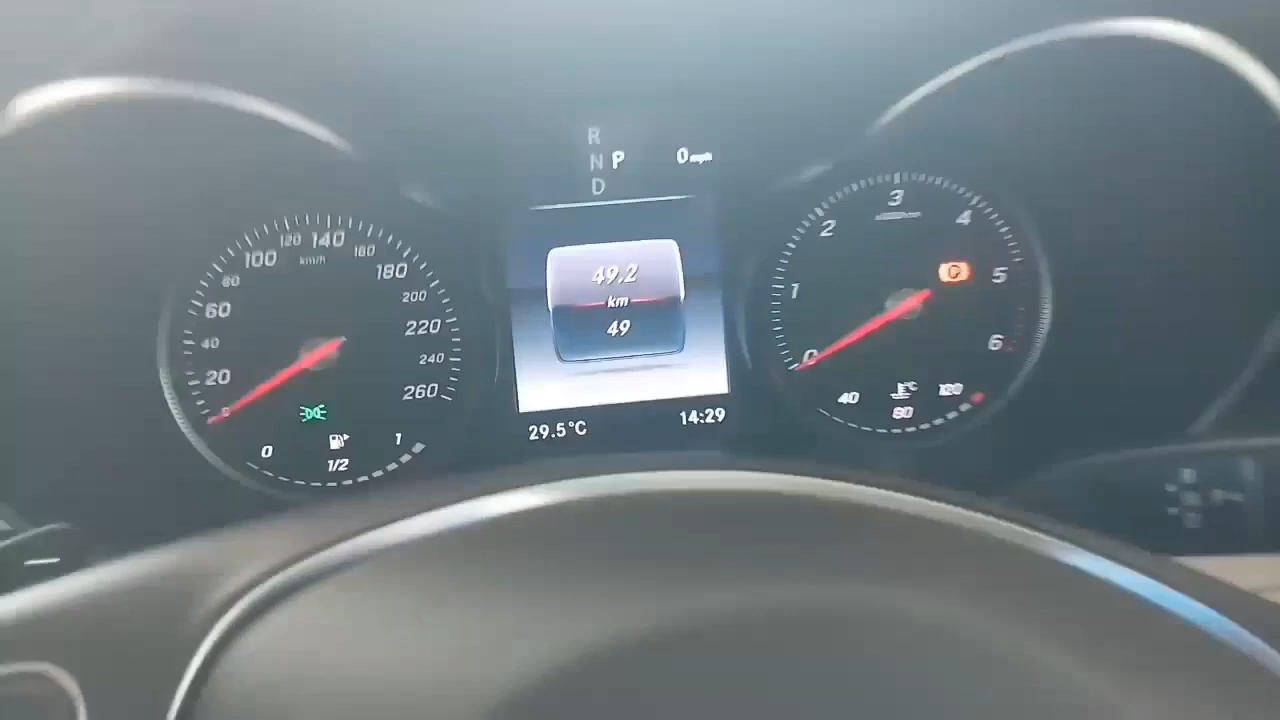 R
N P 0 mph
D
49.2
km
49
29.5°C 14:29
0 20 40 60 80 100 120 140 160 180 200 220 240 260
km/h
0 1/2 1
0 1 2 3 4 5 6
P
40 80 120
°C